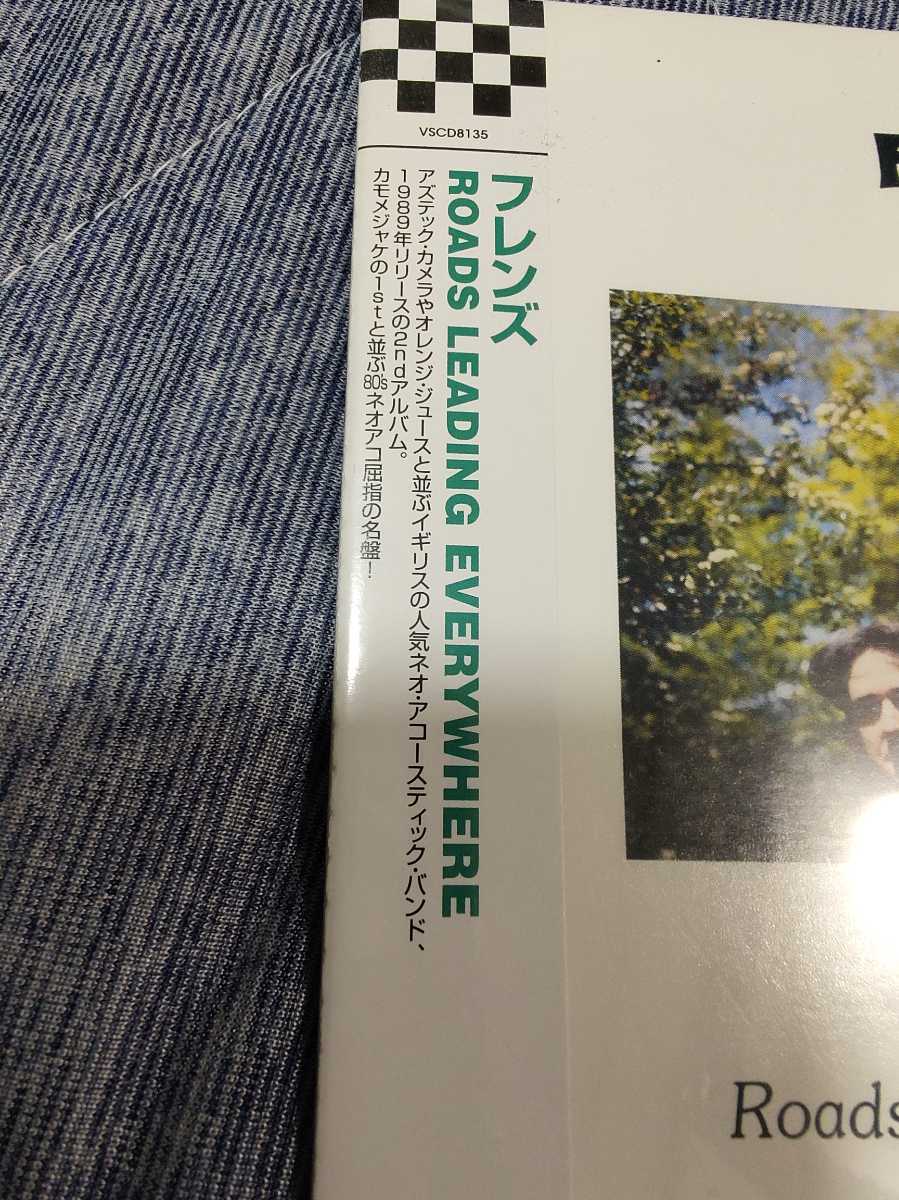 VSCD8135
フレンズ
ROADS LEADING EVERYWHERE
アズテック・カメラやオレンジ・ジュースと並ぶイギリスの人気ネオ・アコースティック・バンド、
1989年リリースの2ndアルバム。
カモメジャケの1stと並ぶ80'sネオアコ屈指の名盤!
Roads